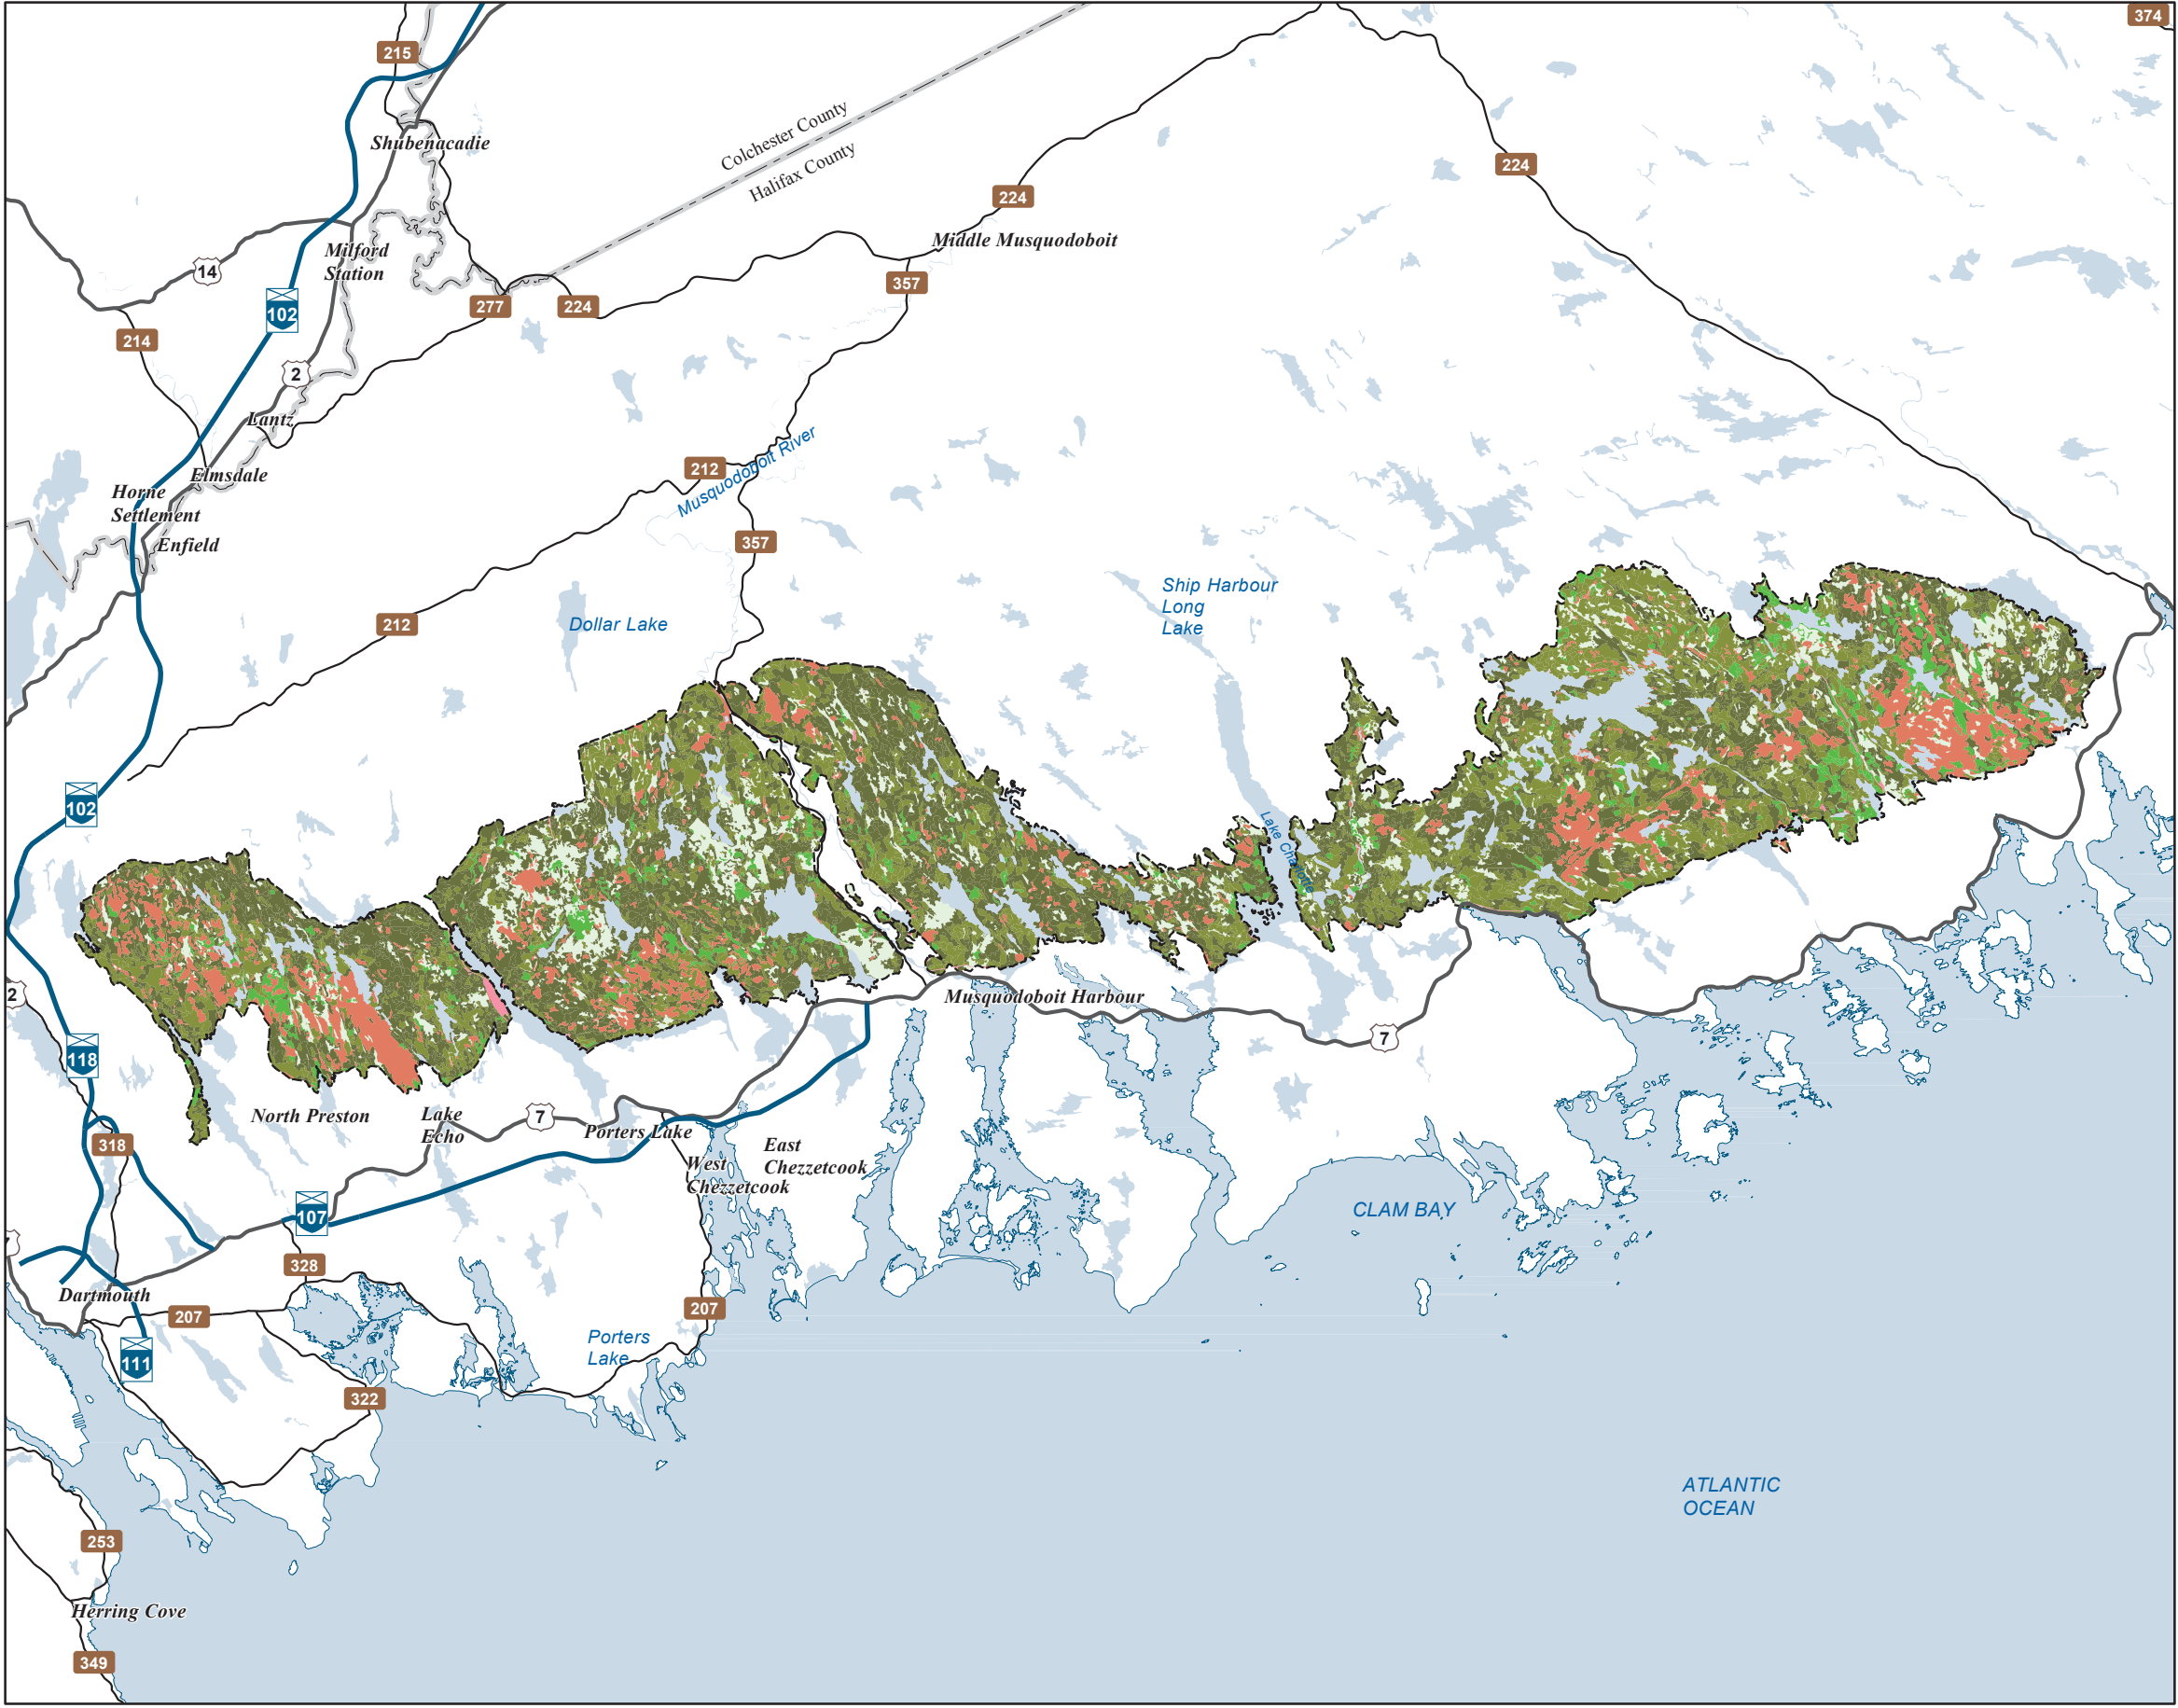 374
215
Shubenacadie
Colchester County
Halifax County
224
224
Middle Musquodoboit
Milford
Station
14
102
277
224
357
214
2
Lantz
Musquodoboit River
212
Elmsdale
Horne
Settlement
Enfield
357
Ship Harbour
Long
Lake
Dollar Lake
212
102
Lake Charlotte
2
Musquodoboit Harbour
7
118
North Preston
Lake
Echo
7
Porters Lake
318
East
Chezzetcook
West
Chezzetcook
107
CLAM BAY
7
328
Dartmouth
207
207
111
Porters
Lake
322
ATLANTIC
OCEAN
253
Herring Cove
349